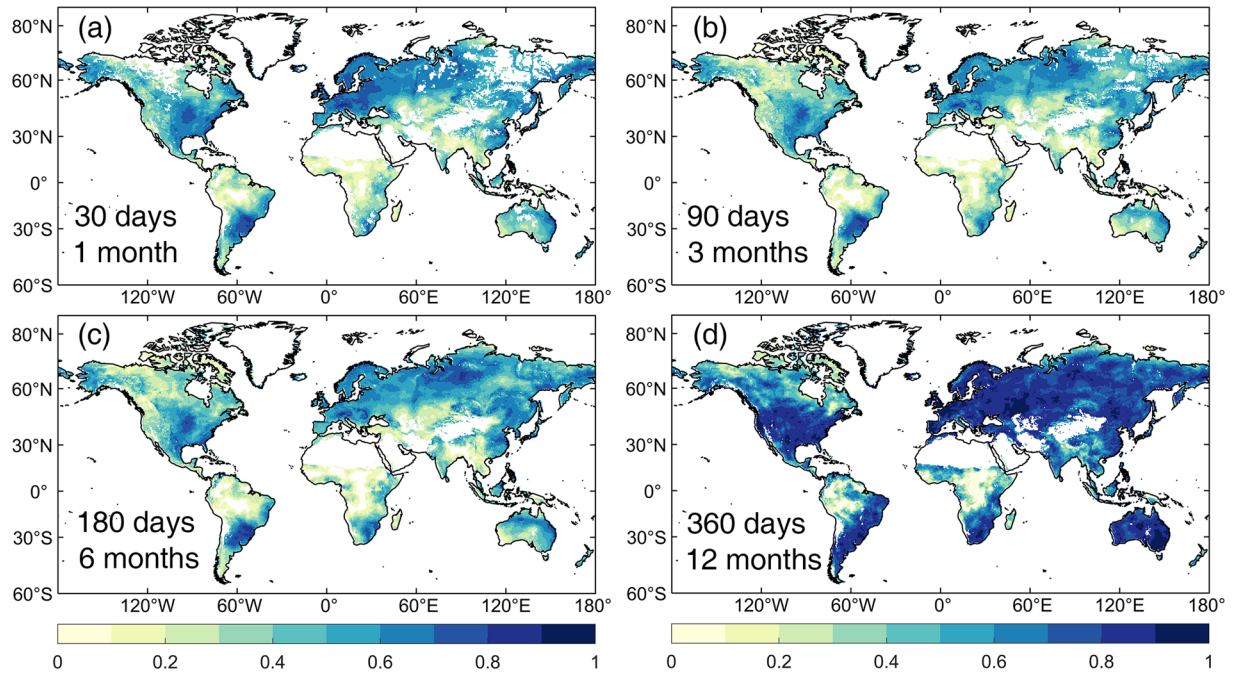 (a)
80°N
60°N
30°N
0°
30°S
60°S
30 days
1 month
120°W 60°W 0° 60°E 120°E 180°
(b)
80°N
60°N
30°N
0°
30°S
60°S
90 days
3 months
120°W 60°W 0° 60°E 120°E 180°
(c)
80°N
60°N
30°N
0°
30°S
60°S
180 days
6 months
120°W 60°W 0° 60°E 120°E 180°
(d)
80°N
60°N
30°N
0°
30°S
60°S
360 days
12 months
120°W 60°W 0° 60°E 120°E 180°
0 0.2 0.4 0.6 0.8 1
0 0.2 0.4 0.6 0.8 1